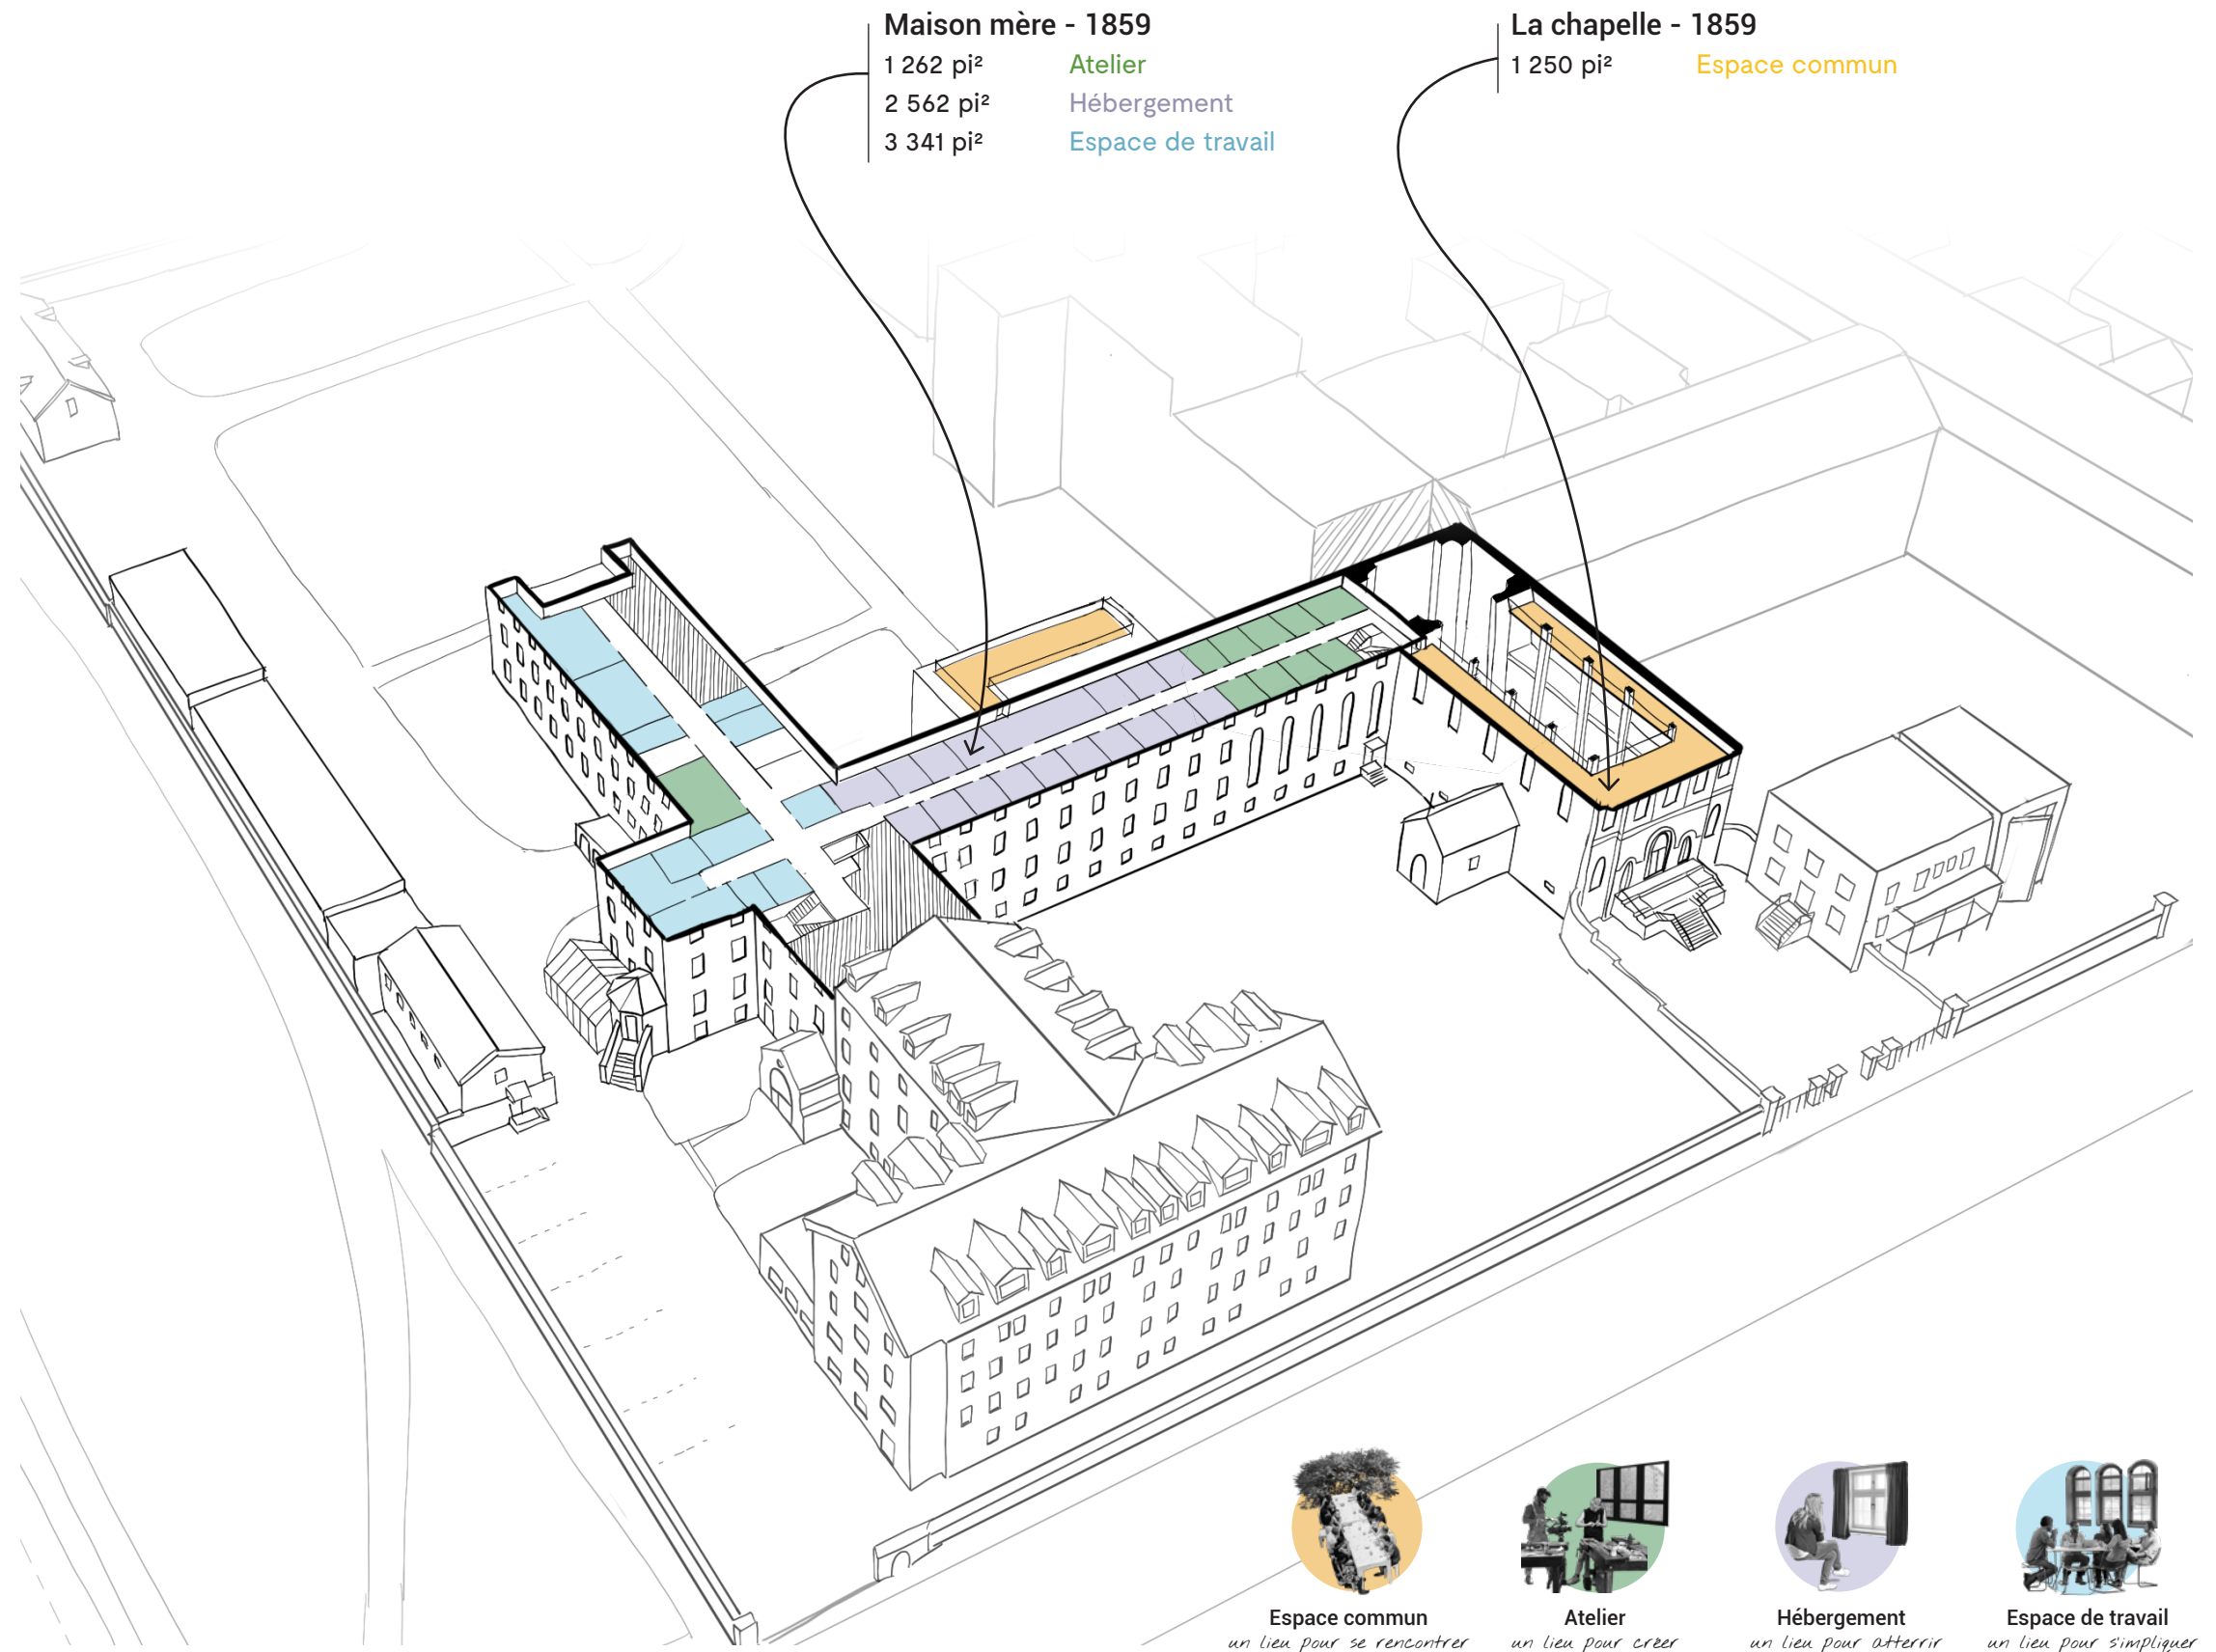 Maison mère - 1859
1 262 pi² Atelier
2 562 pi² Hébergement
3 341 pi² Espace de travail
La chapelle - 1859
1 250 pi² Espace commun
Espace commun
un lieu pour se rencontrer
Atelier
un lieu pour créer
Hébergement
un lieu pour atterrir
Espace de travail
un lieu pour s'impliquer